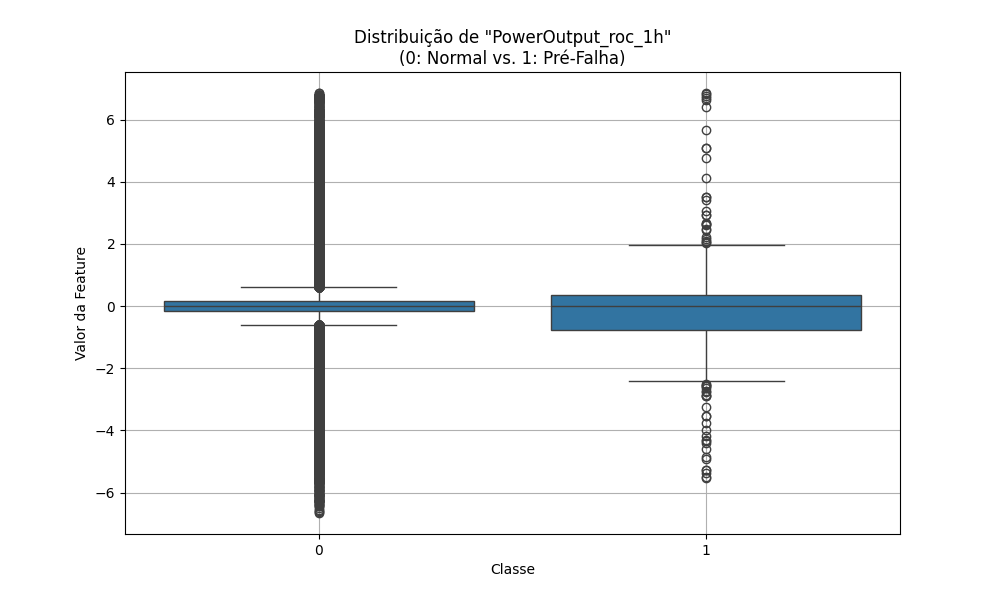 Distribuição de "PowerOutput_roc_1h"
(0: Normal vs. 1: Pré-Falha)
Valor da Feature
6
4
2
0
−2
−4
−6
0
1
Classe